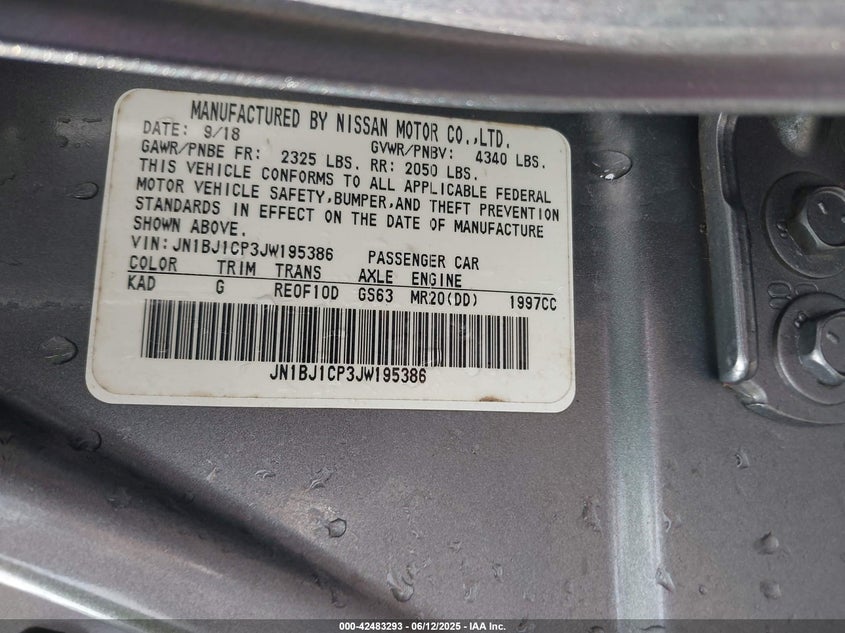 MANUFACTURED BY NISSAN MOTOR CO.,LTD.
DATE: 9/18 GVWR/PNBV: 4340 LBS.
GAWR/PNBE FR: 2325 LBS. RR: 2050 LBS.
THIS VEHICLE CONFORMS TO ALL APPLICABLE FEDERAL
MOTOR VEHICLE SAFETY,BUMPER,AND THEFT PREVENTION
STANDARDS IN EFFECT ON THE DATE OF MANUFACTURE
SHOWN ABOVE.
VIN:JN1BJ1CP3JW195386 PASSENGER CAR
COLOR TRIM TRANS AXLE ENGINE
KAD G RE0F10D GS63 MR20(DD) 1997CC
JN1BJ1CP3JW195386
000-42483293 - 06/12/2025 - IAA Inc.